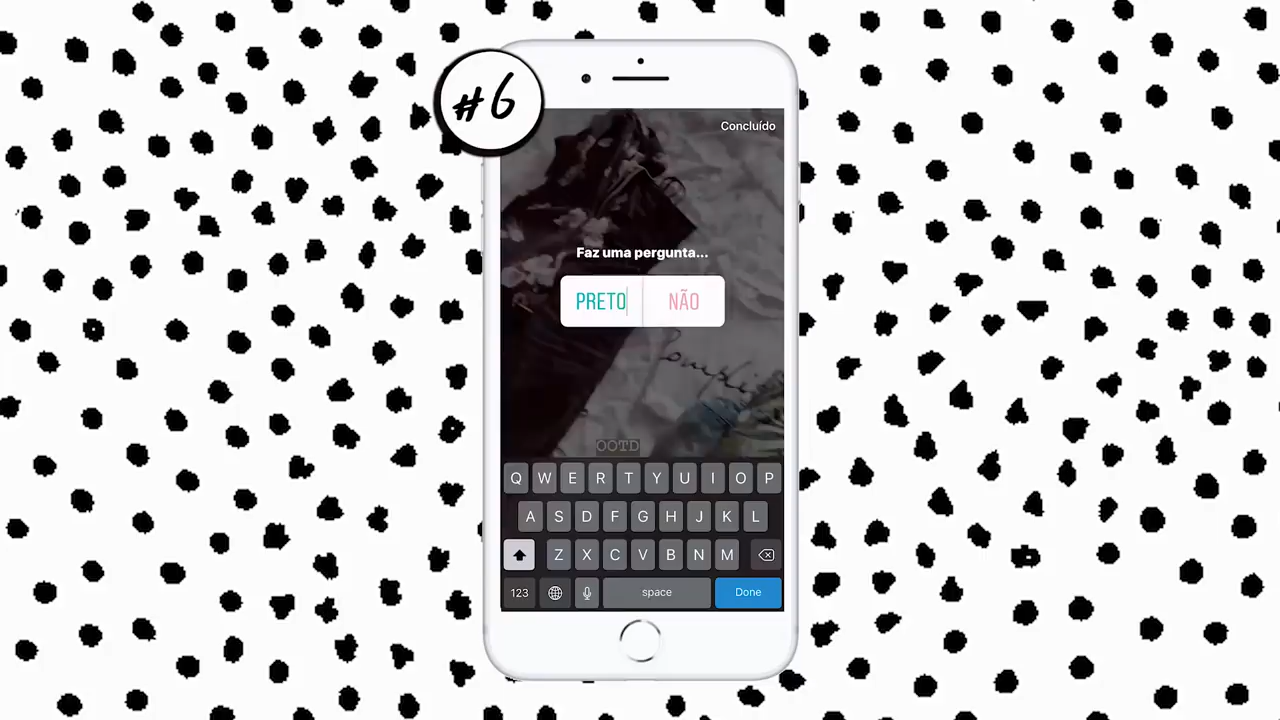 #6
Concluído
Faz uma pergunta...
PRETO NÃO
OOTD
Q W E R T Y U I O P
A S D F G H J K L
Z X C V B N M
123 space Done